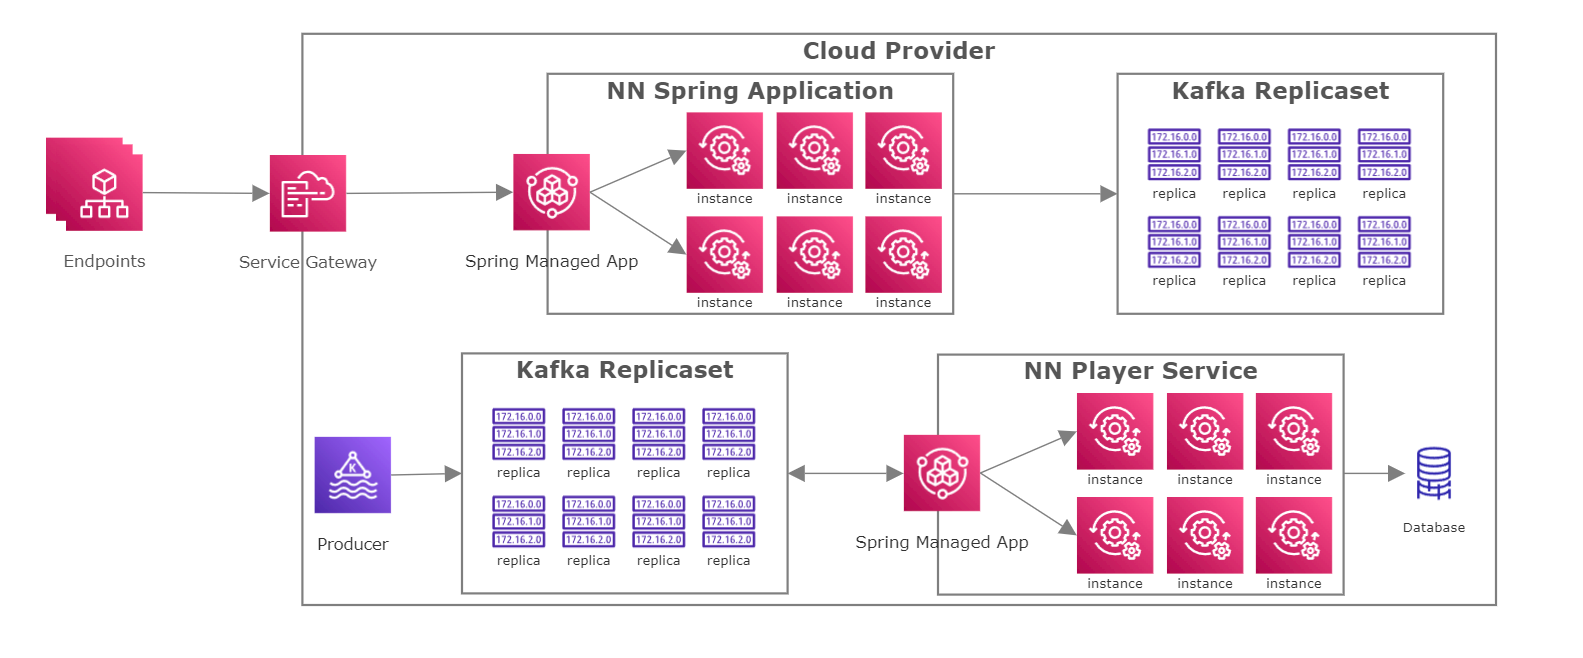 Cloud Provider
NN Spring Application
Kafka Replicaset
172.16.0.0 172.16.0.0 172.16.0.0 172.16.0.0
172.16.1.0 172.16.1.0 172.16.1.0 172.16.1.0
172.16.2.0 172.16.2.0 172.16.2.0 172.16.2.0
instance instance instance
replica replica replica replica
172.16.0.0 172.16.0.0 172.16.0.0 172.16.0.0
172.16.1.0 172.16.1.0 172.16.1.0 172.16.1.0
172.16.2.0 172.16.2.0 172.16.2.0 172.16.2.0
Endpoints
Service Gateway
Spring Managed App
replica replica replica replica
instance instance instance
Kafka Replicaset
NN Player Service
172.16.0.0 172.16.0.0 172.16.0.0 172.16.0.0
172.16.1.0 172.16.1.0 172.16.1.0 172.16.1.0
172.16.2.0 172.16.2.0 172.16.2.0 172.16.2.0
K
replica replica replica replica
instance instance instance
172.16.0.0 172.16.0.0 172.16.0.0 172.16.0.0
172.16.1.0 172.16.1.0 172.16.1.0 172.16.1.0
172.16.2.0 172.16.2.0 172.16.2.0 172.16.2.0
Producer
Spring Managed App
Database
replica replica replica replica
instance instance instance